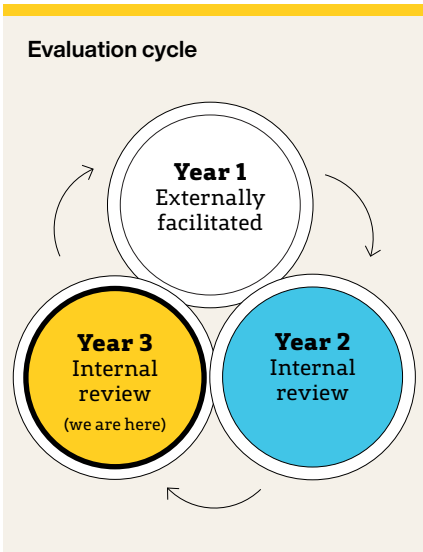 Evaluation cycle
Year 1
Externally
facilitated
Year 3
Internal
review
(we are here)
Year 2
Internal
review